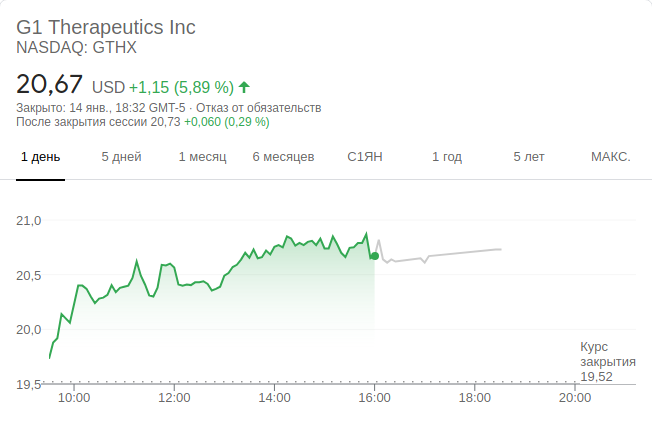 G1 Therapeutics Inc
NASDAQ: GTHX
20,67 USD +1,15 (5,89 %)
Закрыто: 14 янв., 18:32 GMT-5 · Отказ от обязательств
После закрытия сессии 20,73 +0,060 (0,29 %)
1 день 5 дней 1 месяц 6 месяцев С1ЯН 1 год 5 лет МАКС.
21,0
20,5
20,0
Курс
закрытия
19,52
19,5
10:00 12:00 14:00 16:00 18:00 20:00